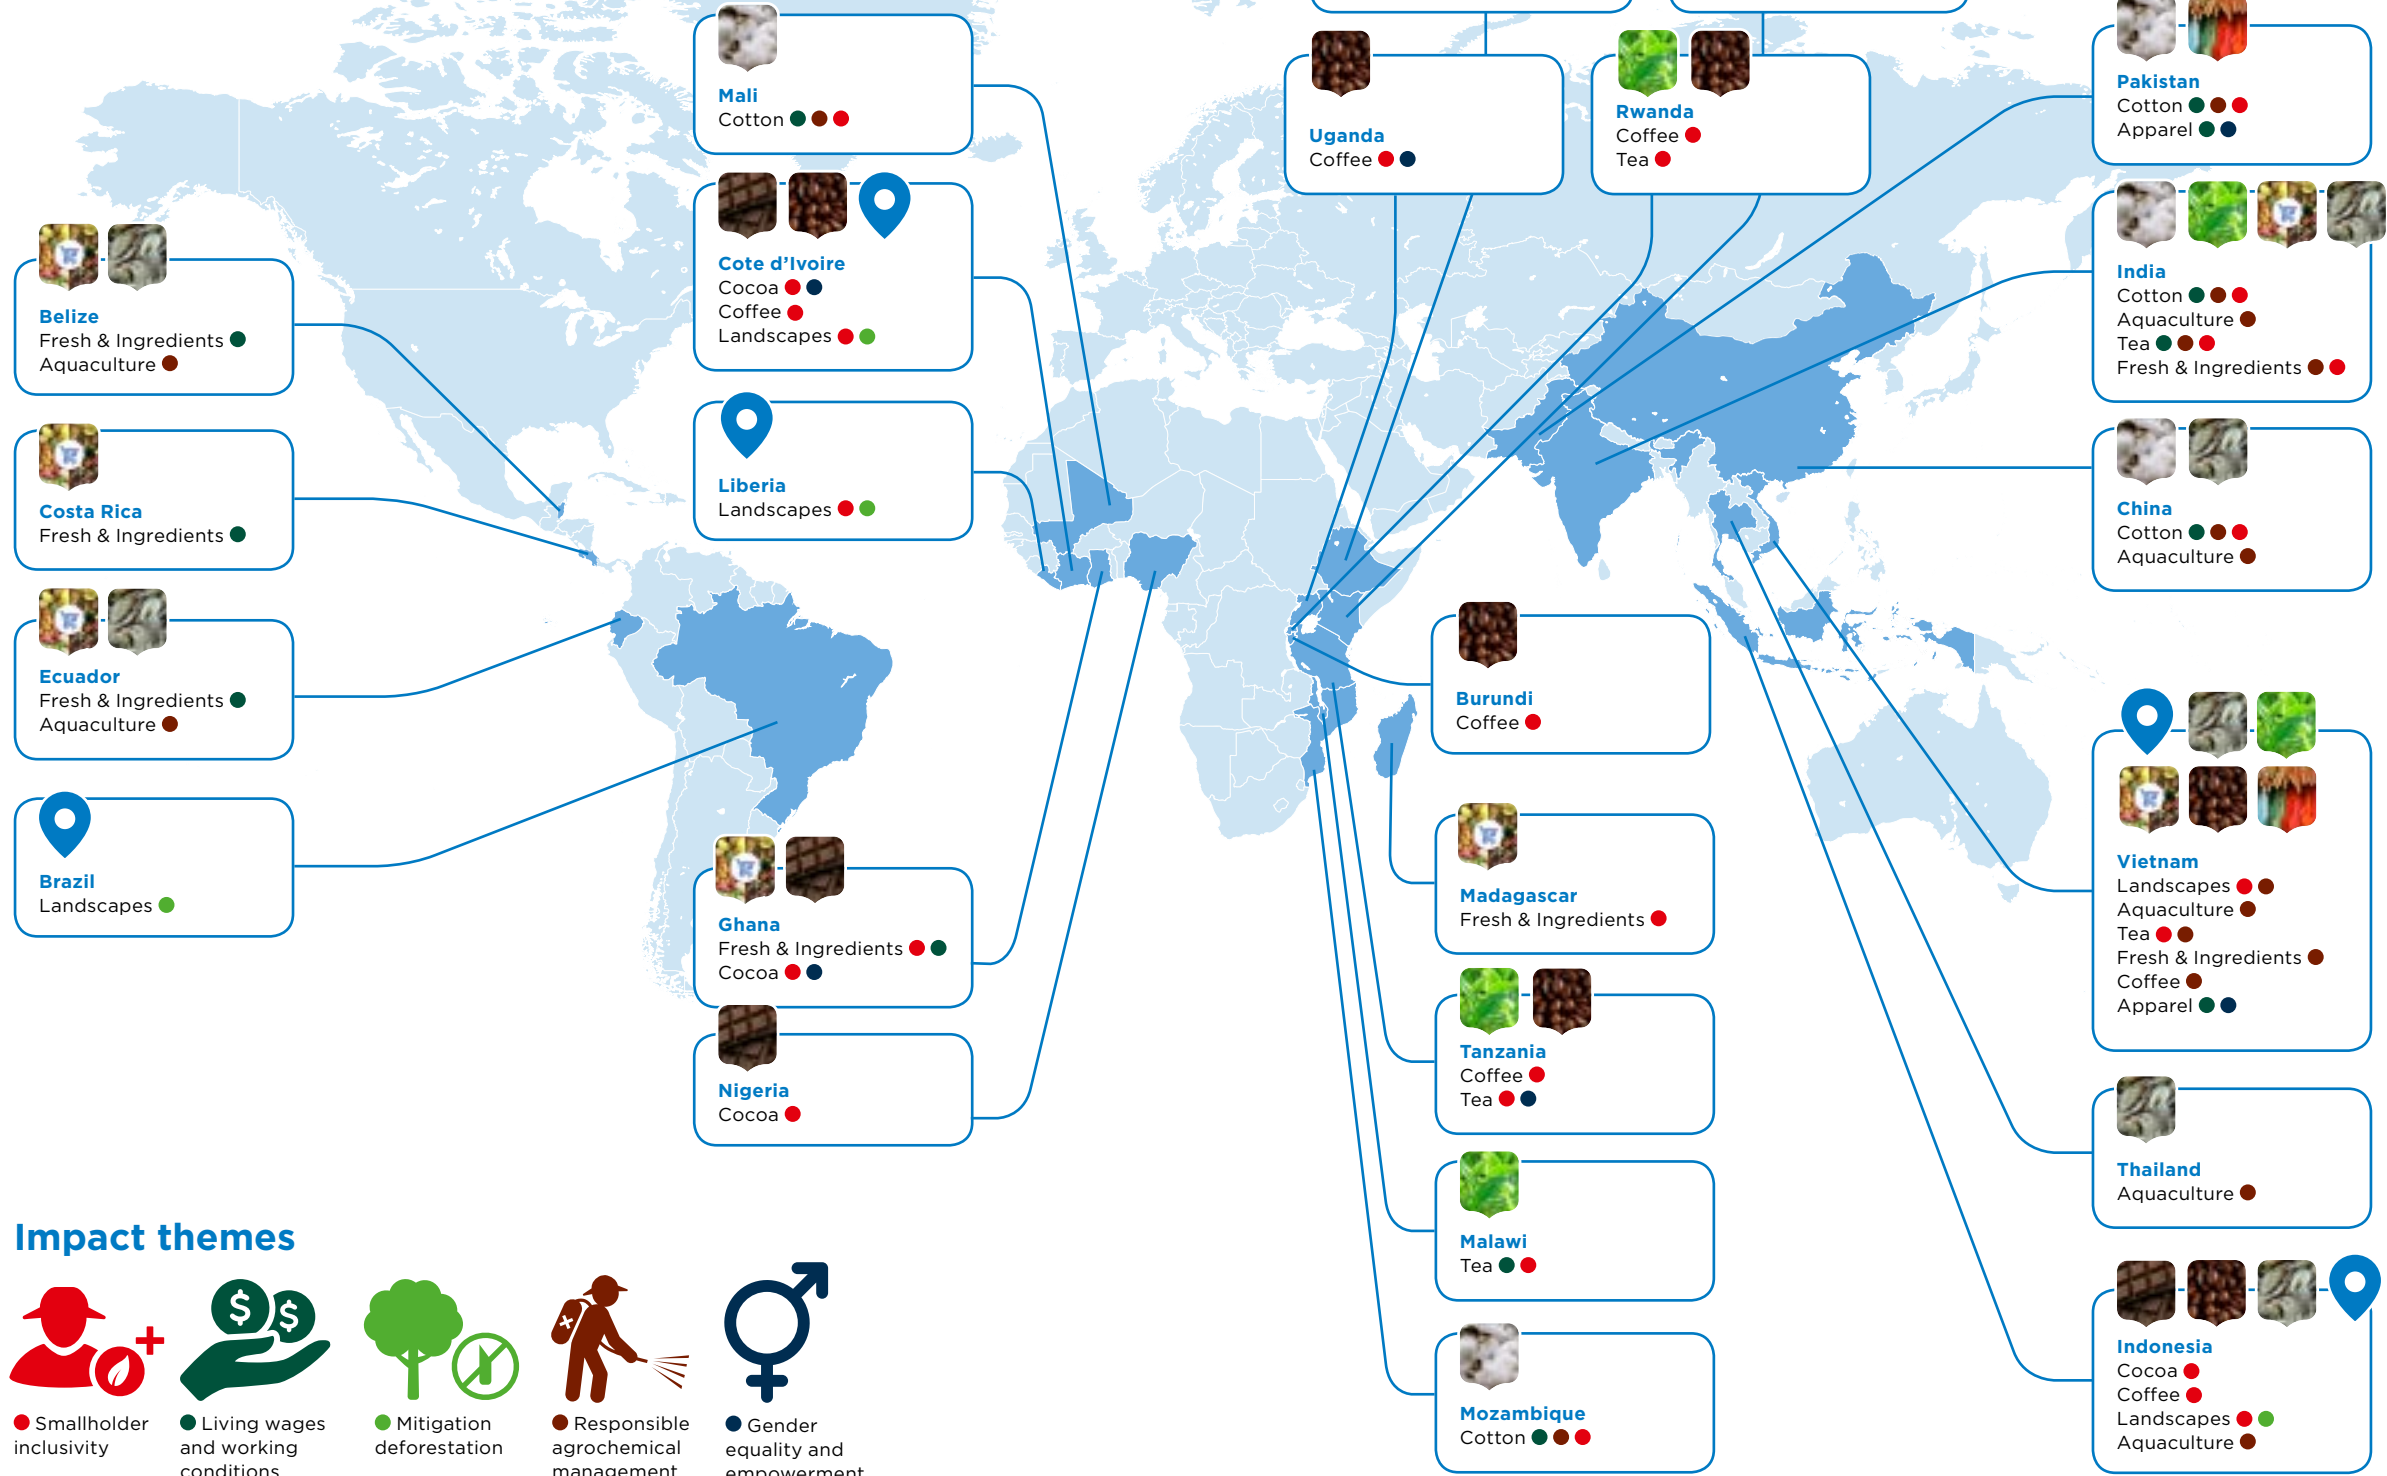 Mali
Cotton
Uganda
Coffee
Rwanda
Coffee
Tea
Pakistan
Cotton
Apparel
Belize
Fresh & Ingredients
Aquaculture
Cote d’Ivoire
Cocoa
Coffee
Landscapes
India
Cotton
Aquaculture
Tea
Fresh & Ingredients
Costa Rica
Fresh & Ingredients
Liberia
Landscapes
China
Cotton
Aquaculture
Ecuador
Fresh & Ingredients
Aquaculture
Burundi
Coffee
Brazil
Landscapes
Ghana
Fresh & Ingredients
Cocoa
Madagascar
Fresh & Ingredients
Vietnam
Landscapes
Aquaculture
Tea
Fresh & Ingredients
Coffee
Apparel
Nigeria
Cocoa
Tanzania
Coffee
Tea
Thailand
Aquaculture
Malawi
Tea
Mozambique
Cotton
Indonesia
Cocoa
Coffee
Landscapes
Aquaculture
Impact themes
$ $
Smallholder
inclusivity
Living wages
and working
conditions
Mitigation
deforestation
Responsible
agrochemical
management
Gender
equality and
empowerment